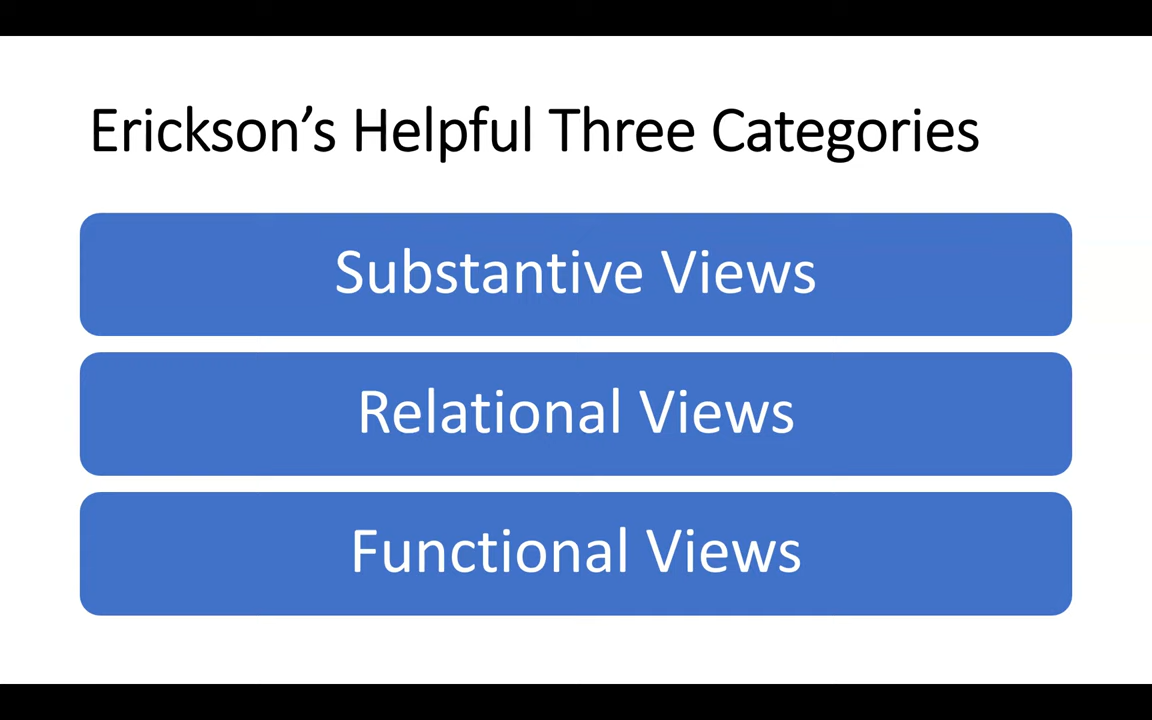 Erickson’s Helpful Three Categories
Substantive Views
Relational Views
Functional Views